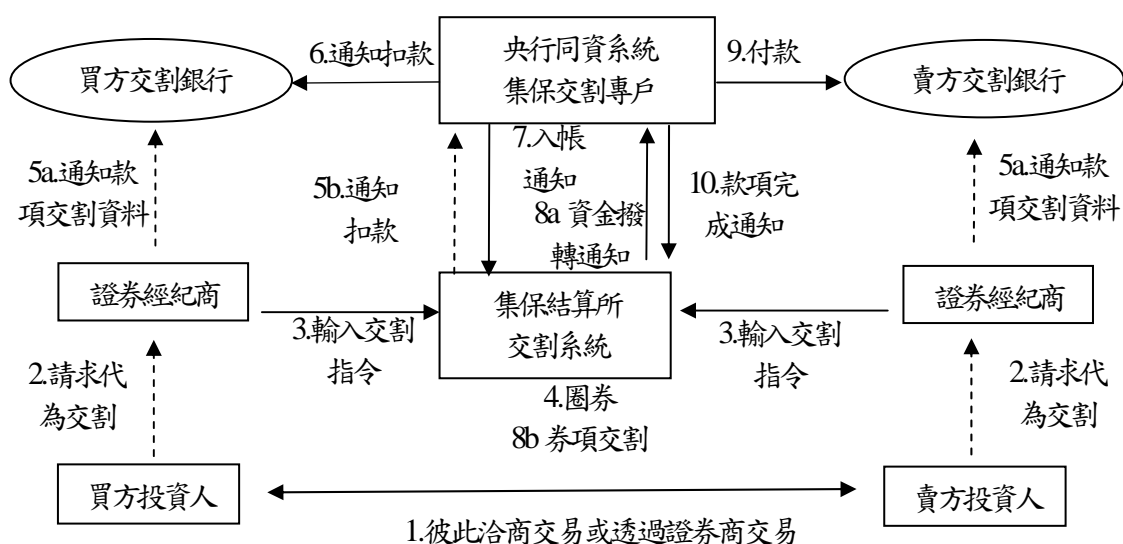 6.通知扣款
央行同資系統
集保交割專戶
9.付款
買方交割銀行
賣方交割銀行
5a.通知款
項交割資料
5b.通知
扣款
7.入帳
通知
8a 資金撥
轉通知
10.款項完
成通知
5a.通知款
項交割資料
證券經紀商
集保結算所
交割系統
證券經紀商
3.輸入交割
指令
3.輸入交割
指令
2.請求代
為交割
4.圈券
8b 券項交割
2.請求代
為交割
買方投資人
賣方投資人
1.彼此洽商交易或透過證券商交易